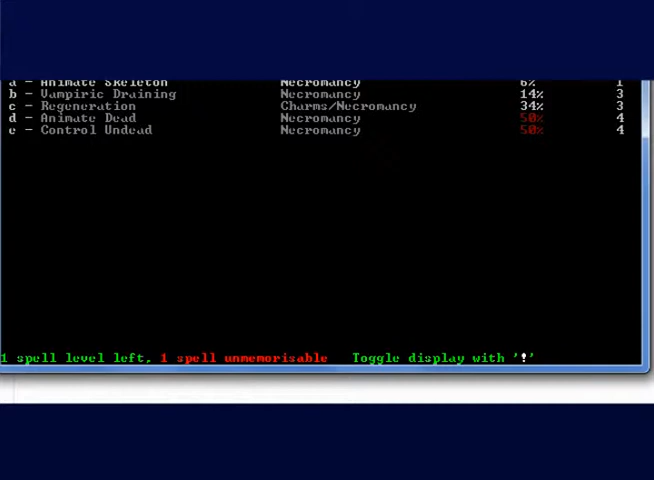 a - Animate Skeleton Necromancy 6% 1
b - Vampiric Draining Necromancy 14% 3
c - Regeneration Charms/Necromancy 34% 3
d - Animate Dead Necromancy 50% 4
e - Control Undead Necromancy 50% 4
1 spell level left, 1 spell unmemorisable Toggle display with '!'